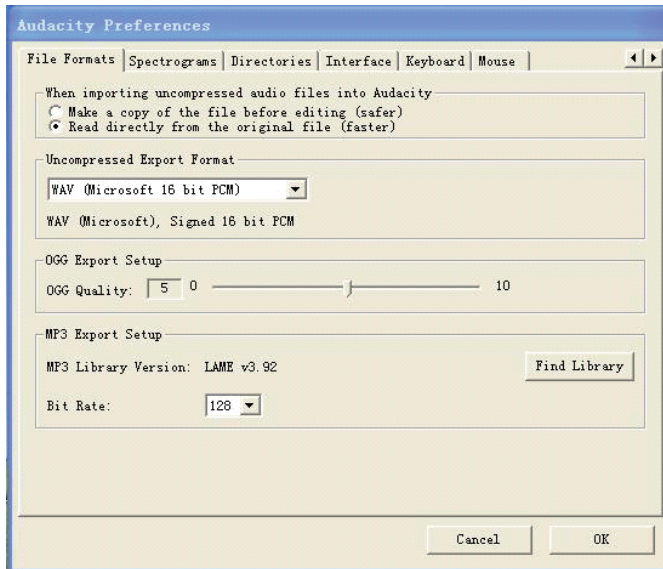 Audacity Preferences
File Formats Spectrograms Directories Interface Keyboard Mouse
When importing uncompressed audio files into Audacity
Make a copy of the file before editing (safer)
Read directly from the original file (faster)
Uncompressed Export Format
WAV (Microsoft 16 bit PCM)
WAV (Microsoft), Signed 16 bit PCM
OGG Export Setup
OGG Quality: 5 0 10
MP3 Export Setup
MP3 Library Version: LAME v3.92 Find Library
Bit Rate: 128
Cancel OK